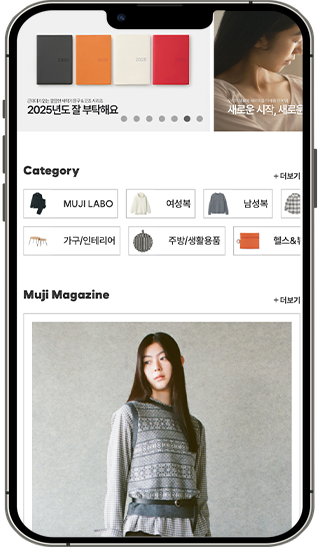 2025년도 잘 부탁해요
새로운 시작, 새로운
Category
+ 더보기
MUJI LABO
여성복
남성복
가구/인테리어
주방/생활용품
헬스&뷰
Muji Magazine
+ 더보기